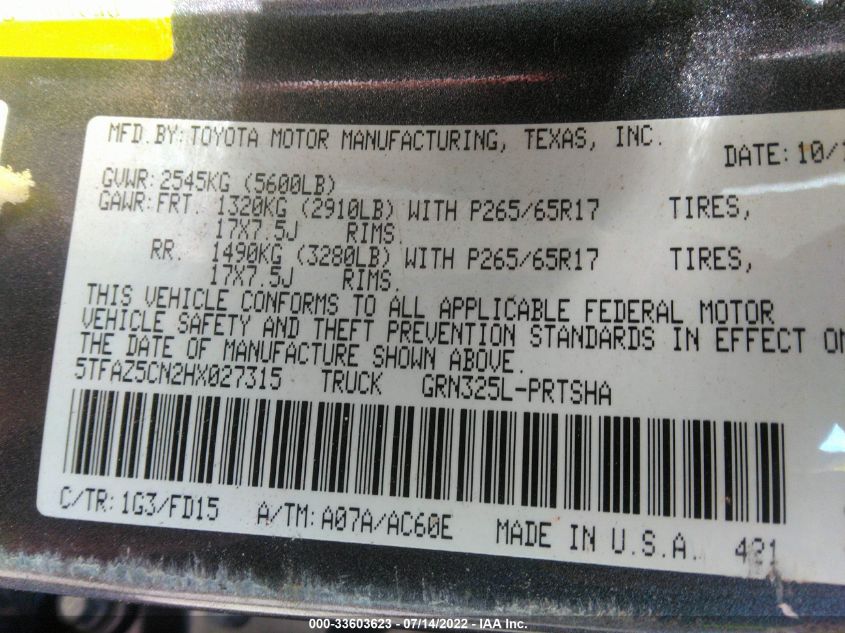 MFD.BY:TOYOTA MOTOR MANUFACTURING, TEXAS, INC.
DATE:10/
GVWR:2545KG (5600LB)
GAWR:FRT. 1320KG (2910LB) WITH P265/65R17 TIRES,
17X7.5J RIMS.
RR. 1490KG (3280LB) WITH P265/65R17 TIRES,
17X7.5J RIMS.
THIS VEHICLE CONFORMS TO ALL APPLICABLE FEDERAL MOTOR
VEHICLE SAFETY AND THEFT PREVENTION STANDARDS IN EFFECT ON
THE DATE OF MANUFACTURE SHOWN ABOVE.
5TFAZ5CN2HX027315 TRUCK GRN325L-PRTSHA
C/TR:1G3/FD15 A/TM:A07A/AC60E MADE IN U.S.A. 421
000-33603623 - 07/14/2022 - IAA Inc.